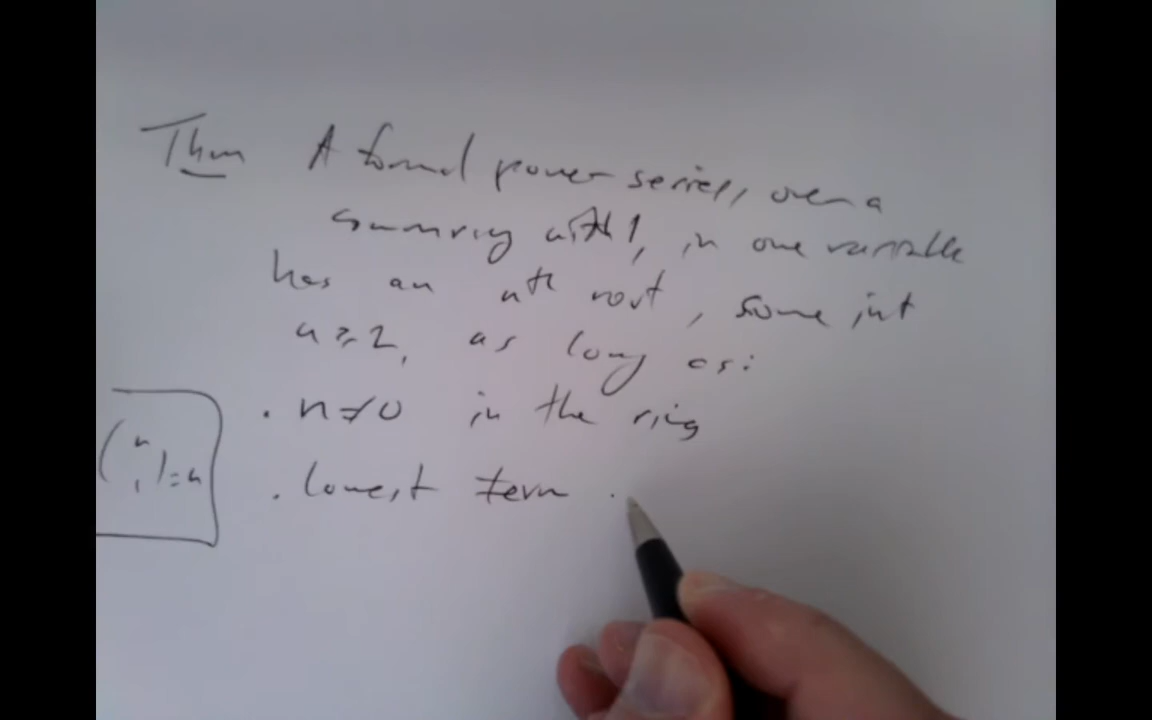 Thm A formal power series, over a
comm ring with 1, in one variable
has an nth root, some int
n ≥ 2, as long as:
· n ≠ 0 in the ring
(n 1) = n
· lowest term